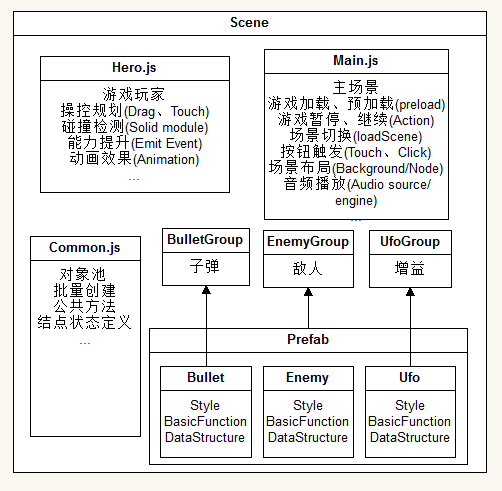 Scene
Hero.js
游戏玩家
操控规划(Drag、Touch)
碰撞检测(Solid module)
能力提升(Emit Event)
动画效果(Animation)
...
Main.js
主场景
游戏加载、预加载(preload)
游戏暂停、继续(Action)
场景切换(loadScene)
按钮触发(Touch、Click)
场景布局(Background/Node)
音频播放(Audio source/
engine)
...
Common.js
对象池
批量创建
公共方法
结点状态定义
...
BulletGroup
子弹
EnemyGroup
敌人
UfoGroup
增益
Prefab
Bullet
Style
BasicFunction
DataStructure
Enemy
Style
BasicFunction
DataStructure
Ufo
Style
BasicFunction
DataStructure